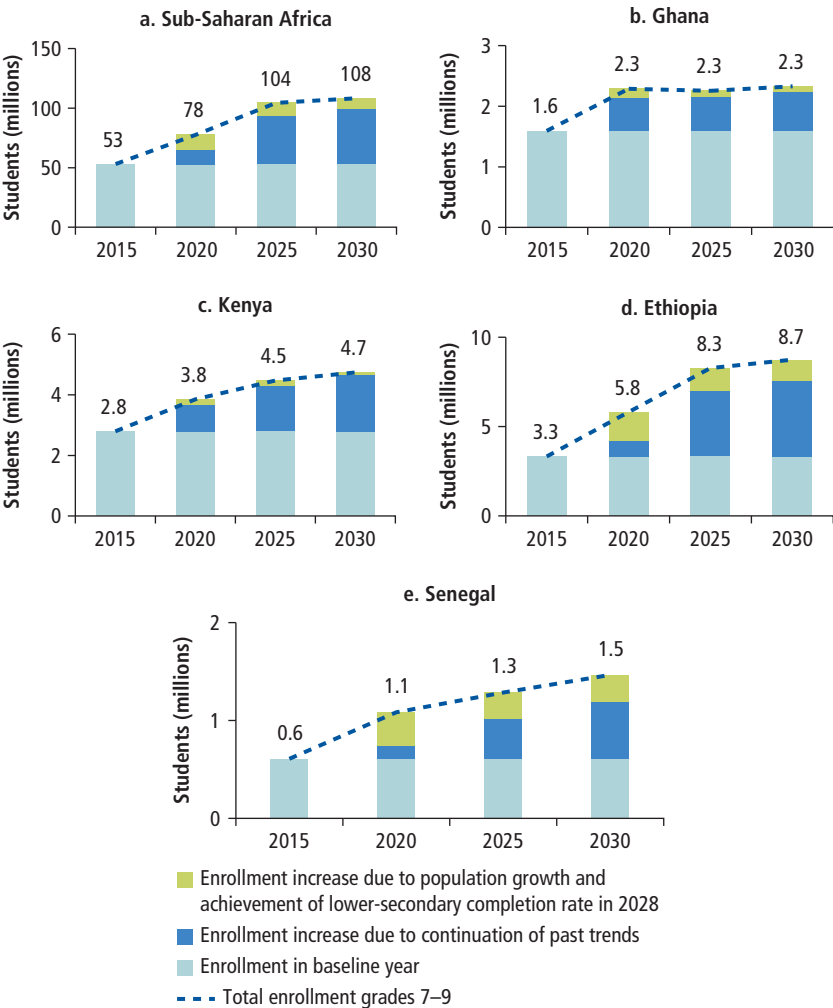 a. Sub-Saharan Africa
Students (millions)
150
100
50
0
53
78
104
108
2015 2020 2025 2030
b. Ghana
Students (millions)
3
2
1
0
1.6
2.3
2.3
2.3
2015 2020 2025 2030
c. Kenya
Students (millions)
6
4
2
0
2.8
3.8
4.5
4.7
2015 2020 2025 2030
d. Ethiopia
Students (millions)
10
5
0
3.3
5.8
8.3
8.7
2015 2020 2025 2030
e. Senegal
Students (millions)
2
1
0
0.6
1.1
1.3
1.5
2015 2020 2025 2030
Enrollment increase due to population growth and
achievement of lower-secondary completion rate in 2028
Enrollment increase due to continuation of past trends
Enrollment in baseline year
Total enrollment grades 7–9